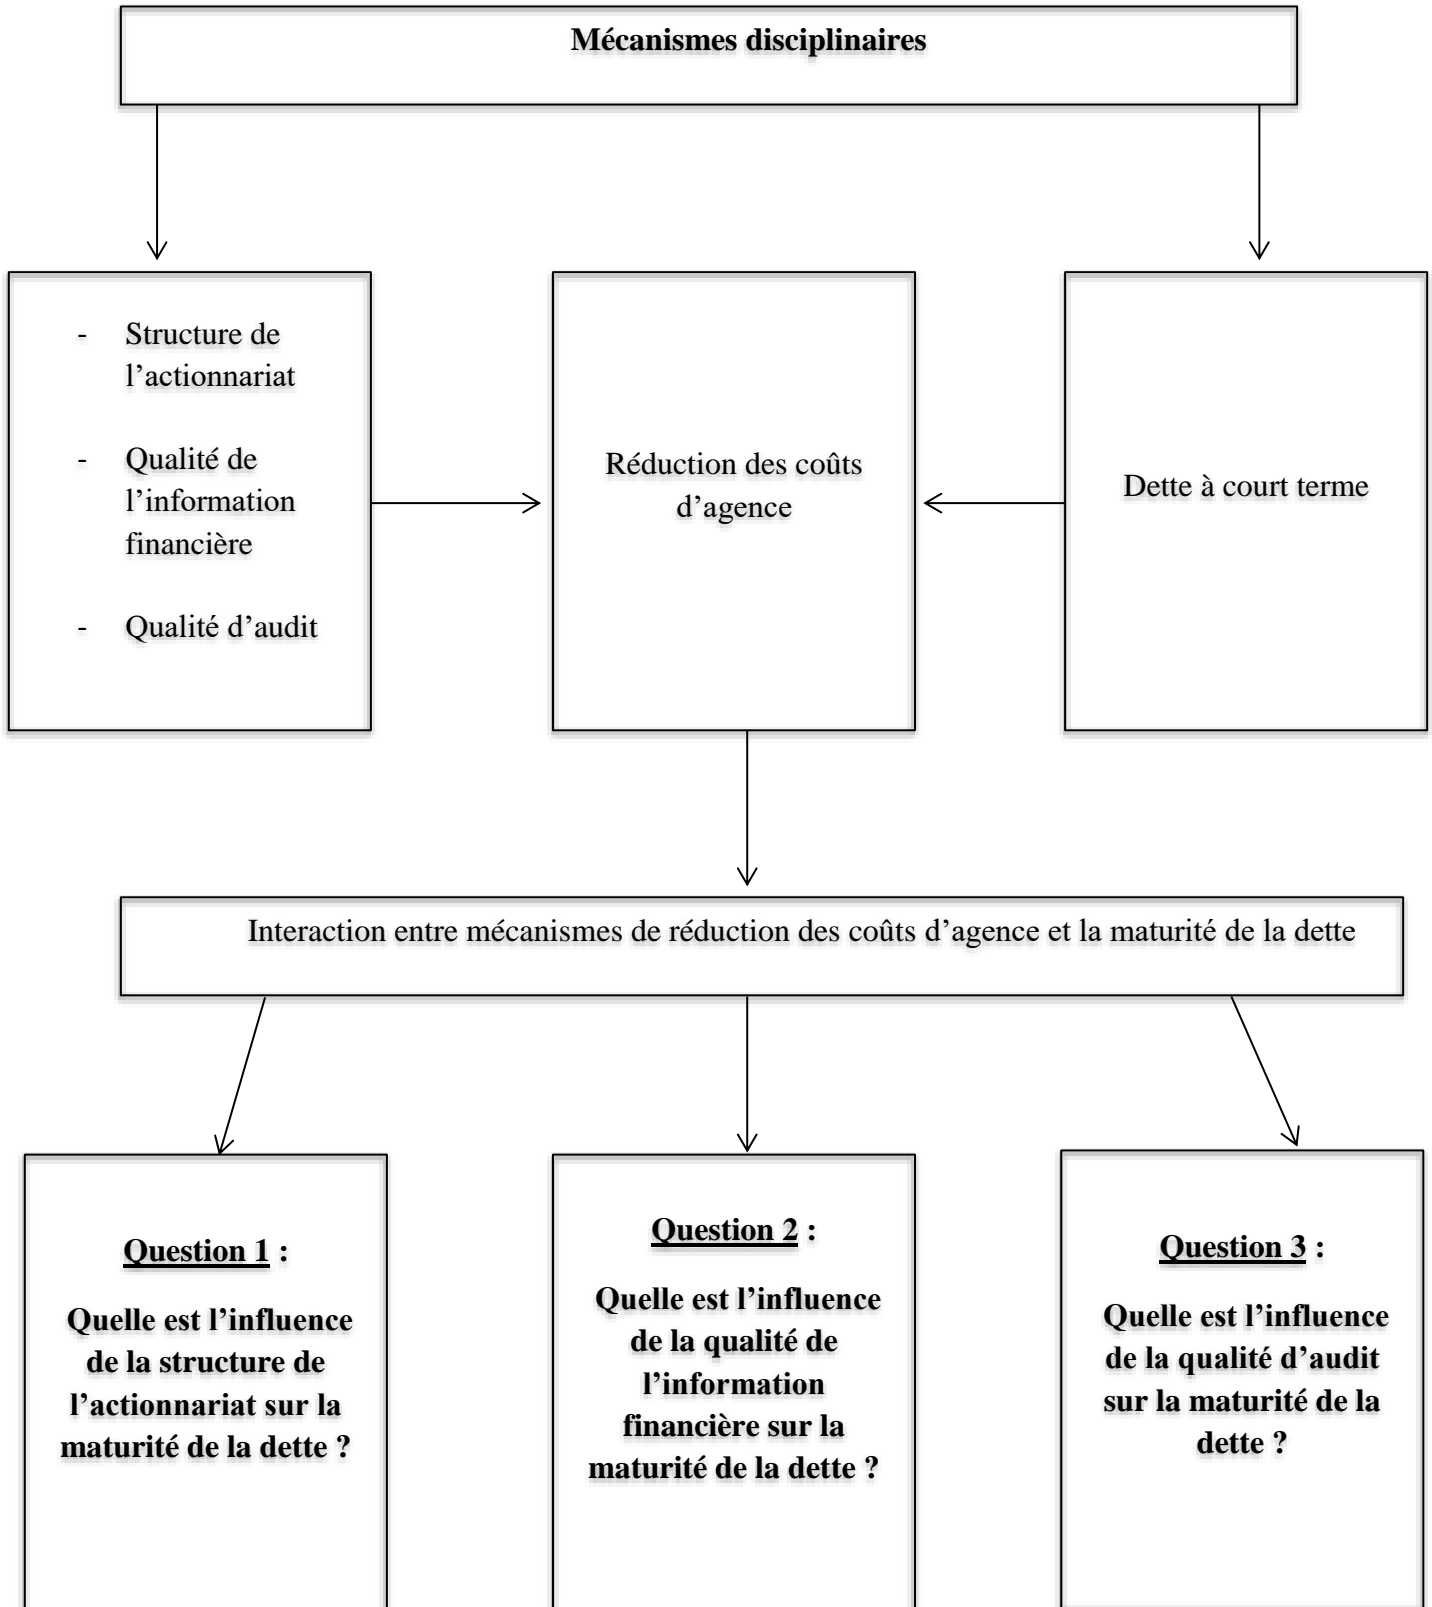 Mécanismes disciplinaires
- Structure de
l’actionnariat
- Qualité de
l’information
financière
- Qualité d’audit
Réduction des coûts
d’agence
Dette à court terme
Interaction entre mécanismes de réduction des coûts d’agence et la maturité de la dette
Question 1 :
Quelle est l’influence
de la structure de
l’actionnariat sur la
maturité de la dette ?
Question 2 :
Quelle est l’influence
de la qualité de
l’information
financière sur la
maturité de la dette ?
Question 3 :
Quelle est l’influence
de la qualité d’audit
sur la maturité de la
dette ?